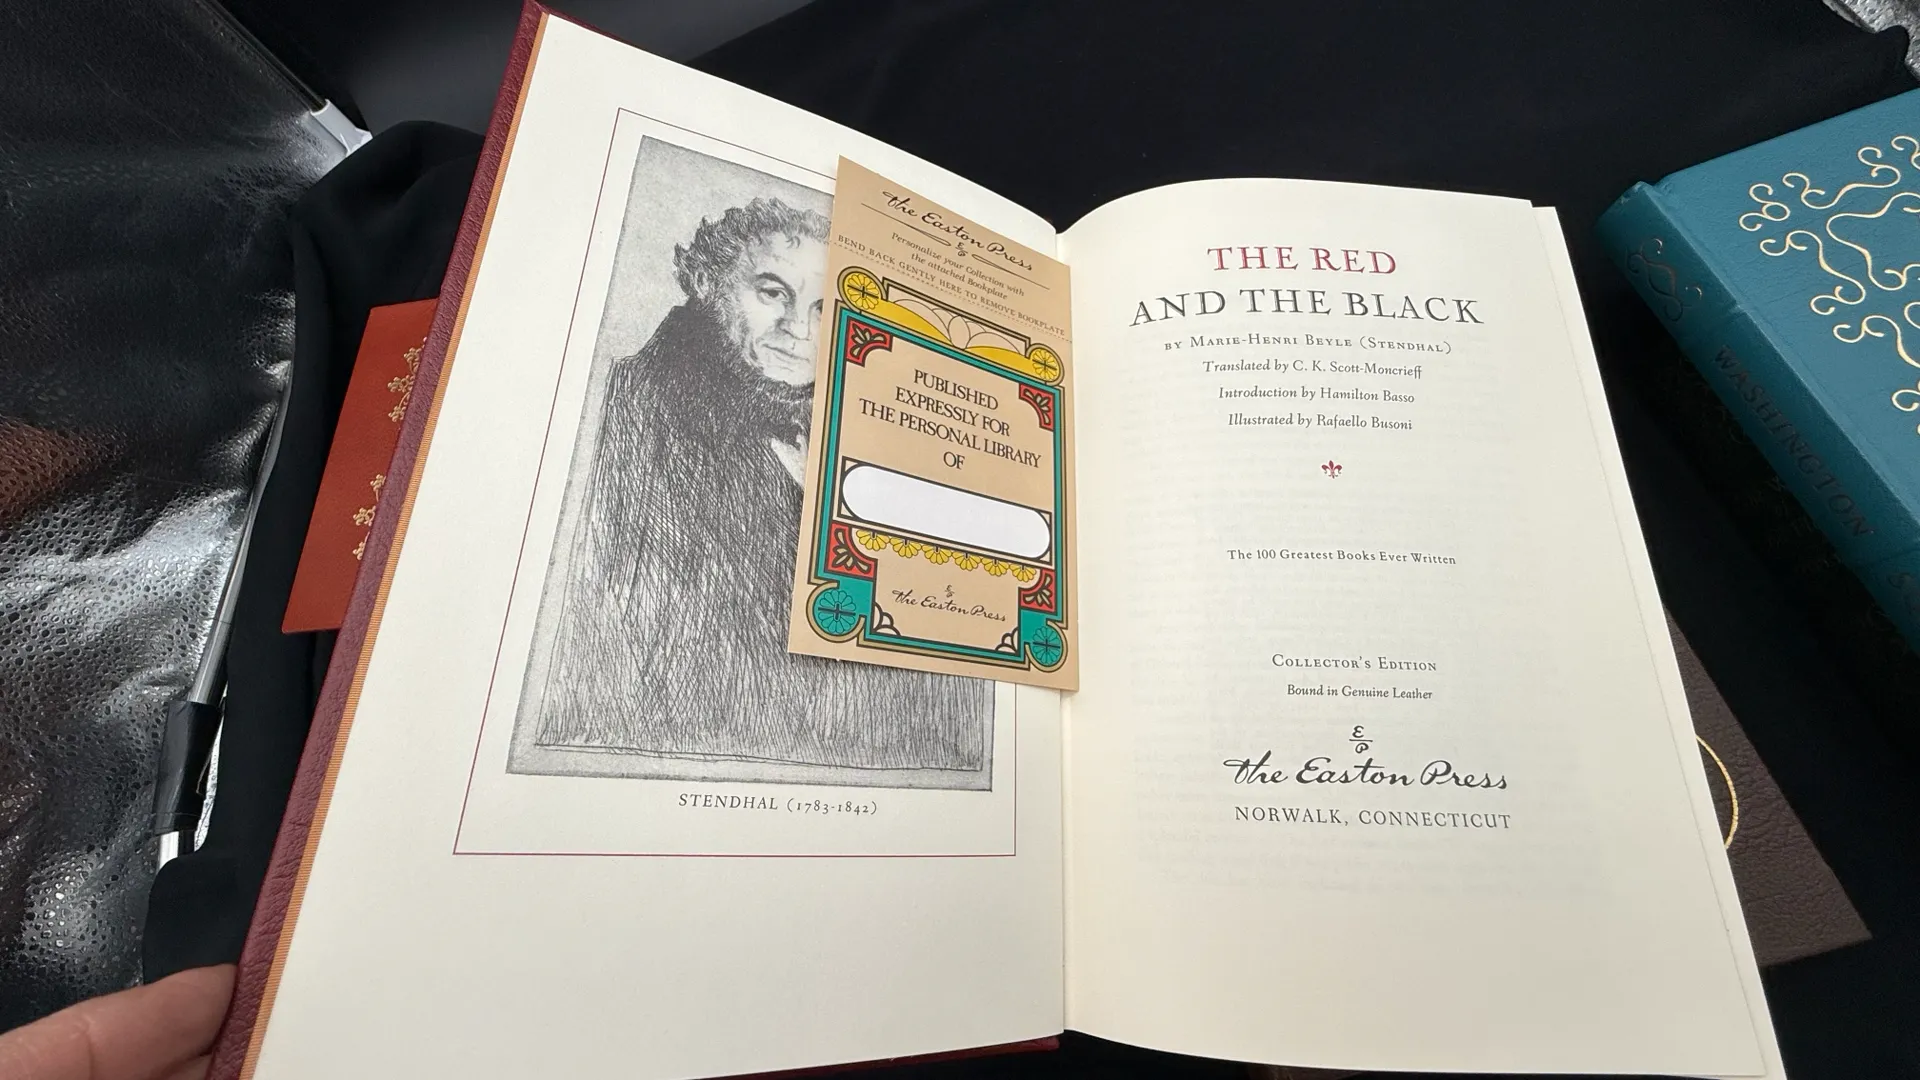 STENDHAL (1783-1842)
The Easton Press
Personalize your Collection with
the attached Bookplate
BEND BACK GENTLY HERE TO REMOVE BOOKPLATE
PUBLISHED
EXPRESSLY FOR
THE PERSONAL LIBRARY
OF
The Easton Press
THE RED
AND THE BLACK
BY MARIE-HENRI BEYLE (STENDHAL)
Translated by C. K. Scott-Moncrieff
Introduction by Hamilton Basso
Illustrated by Rafaello Busoni
The 100 Greatest Books Ever Written
COLLECTOR'S EDITION
Bound in Genuine Leather
E
P
The Easton Press
NORWALK, CONNECTICUT
WASHINGTON